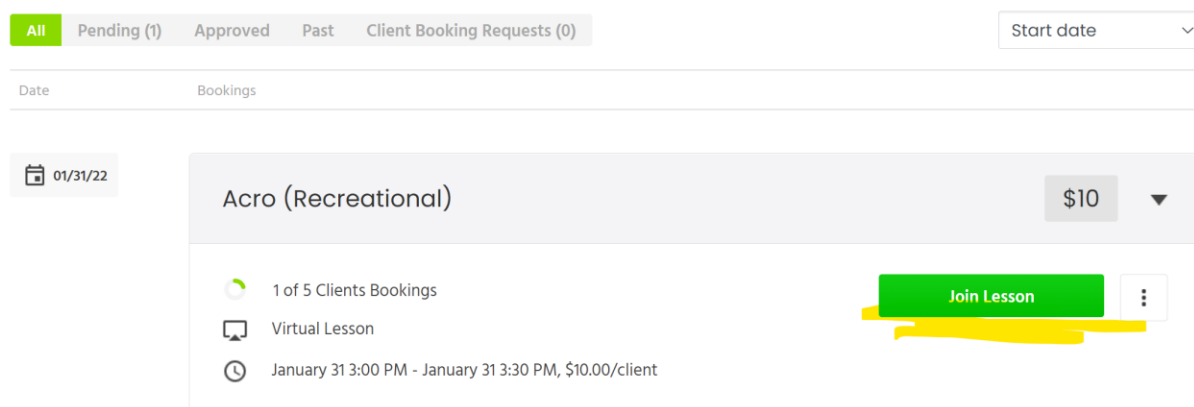 All Pending (1) Approved Past Client Booking Requests (0) Start date
Date Bookings
01/31/22
Acro (Recreational) $10
1 of 5 Clients Bookings
Join Lesson
Virtual Lesson
January 31 3:00 PM - January 31 3:30 PM, $10.00/client